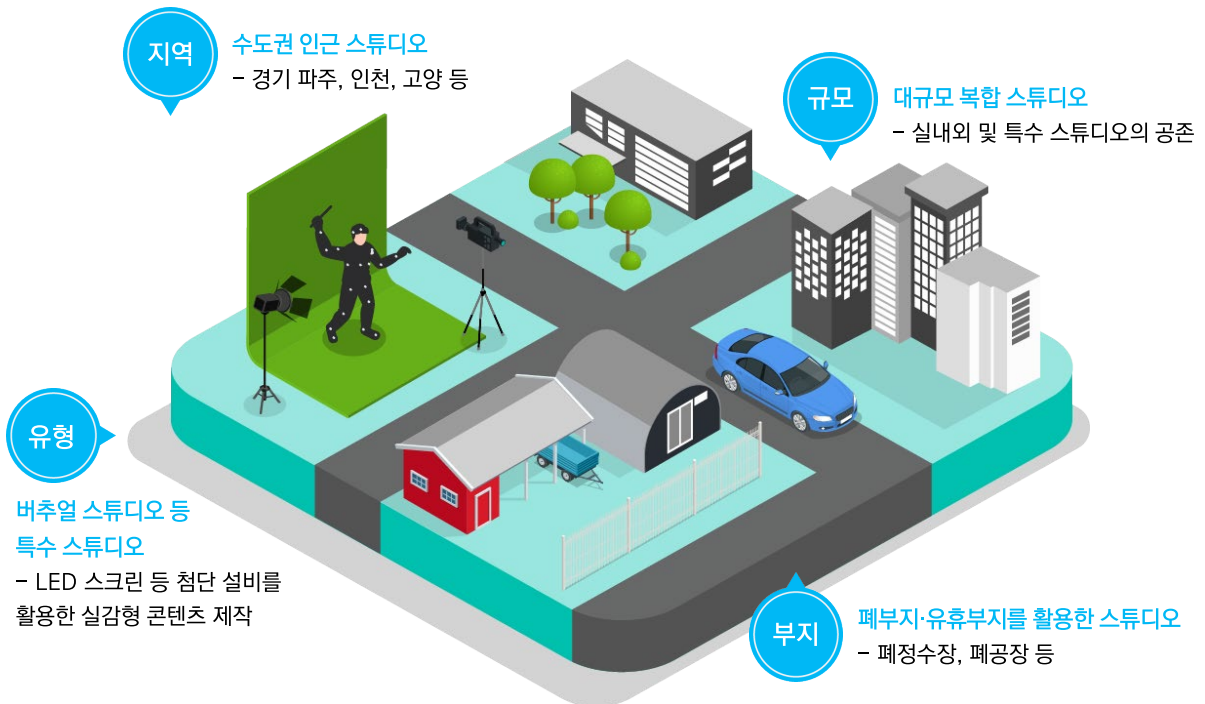 지역
수도권 인근 스튜디오
– 경기 파주, 인천, 고양 등
규모
대규모 복합 스튜디오
– 실내외 및 특수 스튜디오의 공존
유형
버추얼 스튜디오 등
특수 스튜디오
– LED 스크린 등 첨단 설비를
활용한 실감형 콘텐츠 제작
부지
폐부지·유휴부지를 활용한 스튜디오
– 폐정수장, 폐공장 등